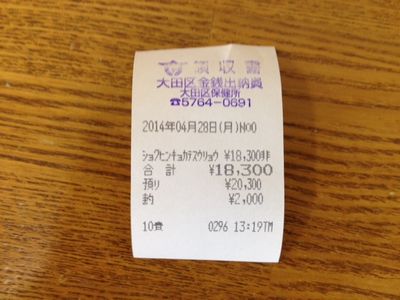 領収書
大田区金銭出納員
大田区保健所
☎5764-0691
2014年04月28日(月)N00
ショクヒンキョカテスウリョウ ¥18,300非
合計 ¥18,300
預り ¥20,300
釣 ¥2,000
10責 0296 13:19TM